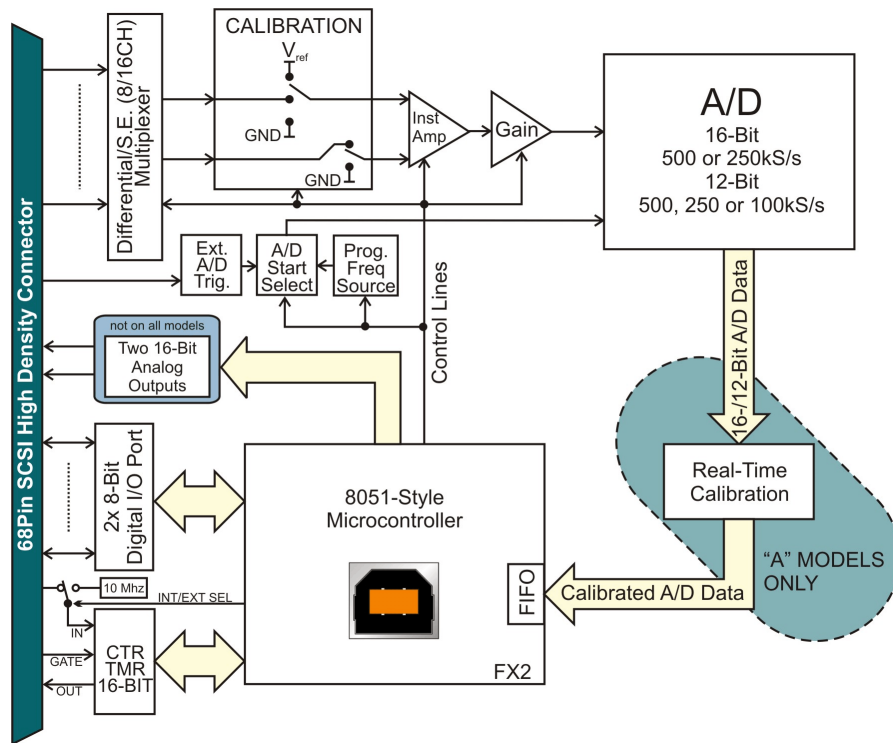 68Pin SCSI High Density Connector
Differential/S.E. (8/16CH)
Multiplexer
CALIBRATION
Vref
GND
GND
Inst
Amp
Gain
A/D
16-Bit
500 or 250kS/s
12-Bit
500, 250 or 100kS/s
Ext.
A/D
Trig.
A/D
Start
Select
Prog.
Freq
Source
Control Lines
16-/12-Bit A/D Data
not on all models
Two 16-Bit
Analog
Outputs
2x 8-Bit
Digital I/O Port
8051-Style
Microcontroller
FIFO
FX2
Real-Time
Calibration
"A" MODELS
ONLY
Calibrated A/D Data
10 Mhz
INT/EXT SEL
IN
GATE
OUT
CTR
TMR
16-BIT